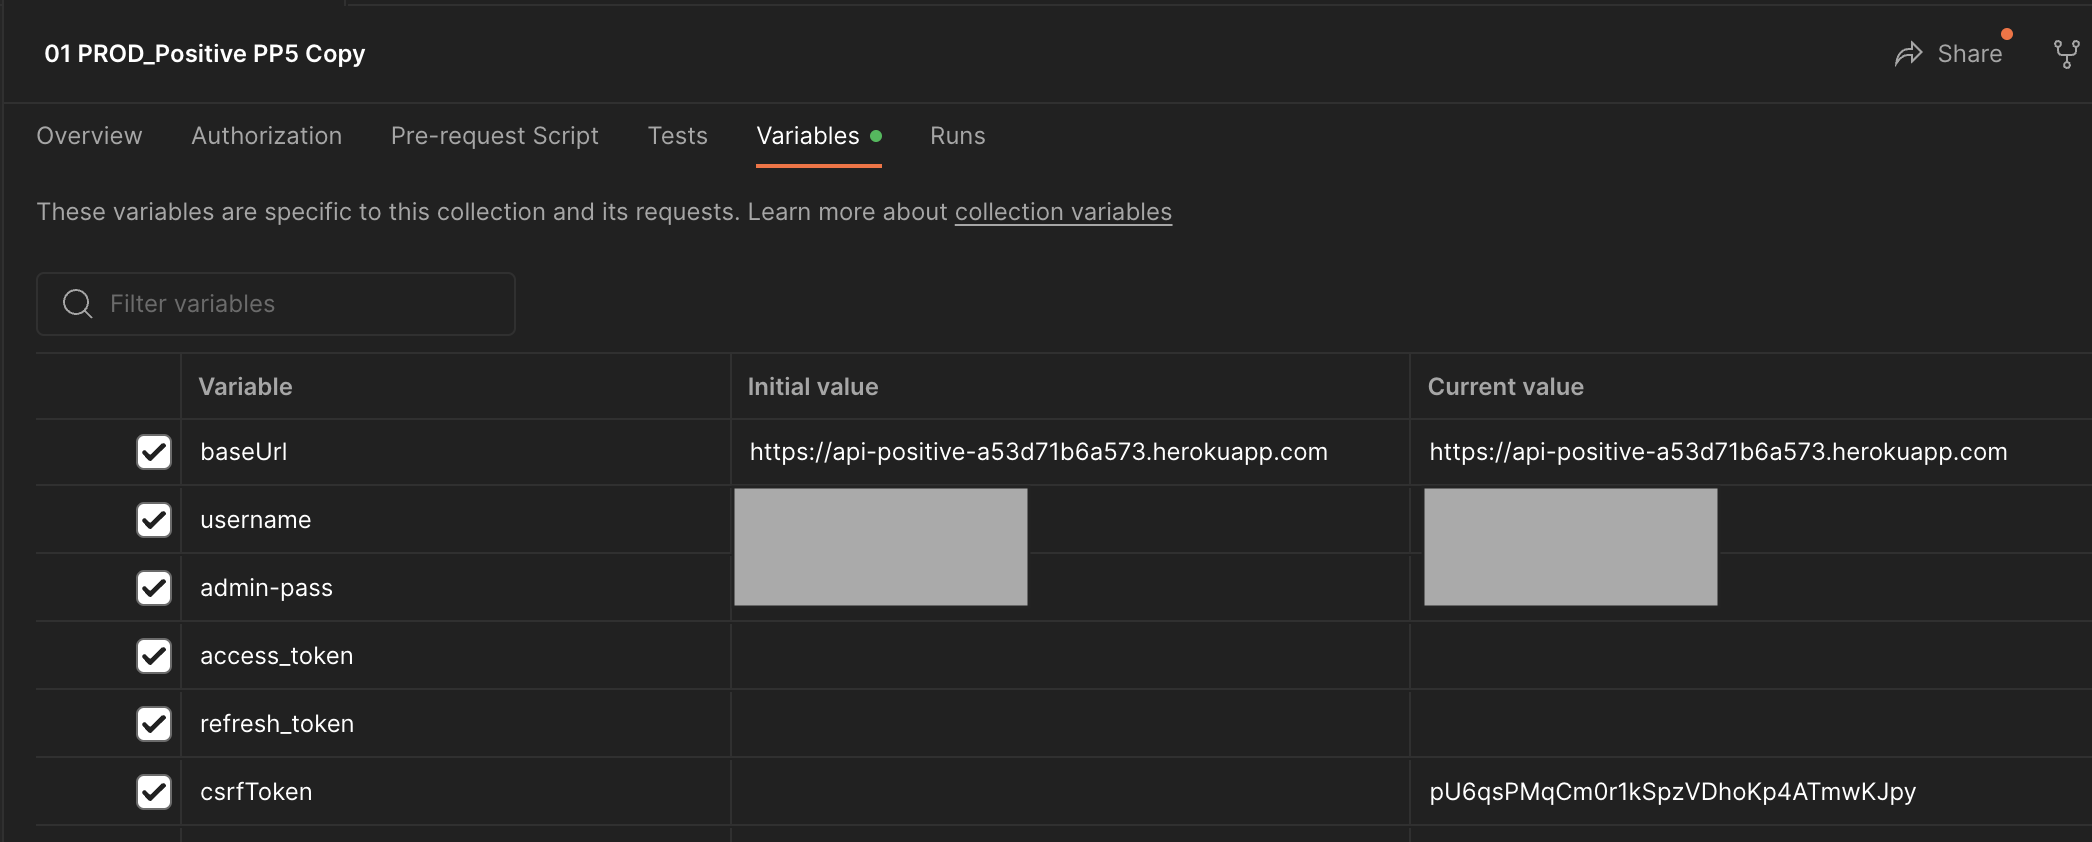 01 PROD_Positive PP5 Copy
Share
Overview Authorization Pre-request Script Tests Variables Runs
These variables are specific to this collection and its requests. Learn more about collection variables
Filter variables
Variable Initial value Current value
baseUrl https://api-positive-a53d71b6a573.herokuapp.com https://api-positive-a53d71b6a573.herokuapp.com
username
admin-pass
access_token
refresh_token
csrfToken pU6qsPMqCm0r1kSpzVDhoKp4ATmwKJpy